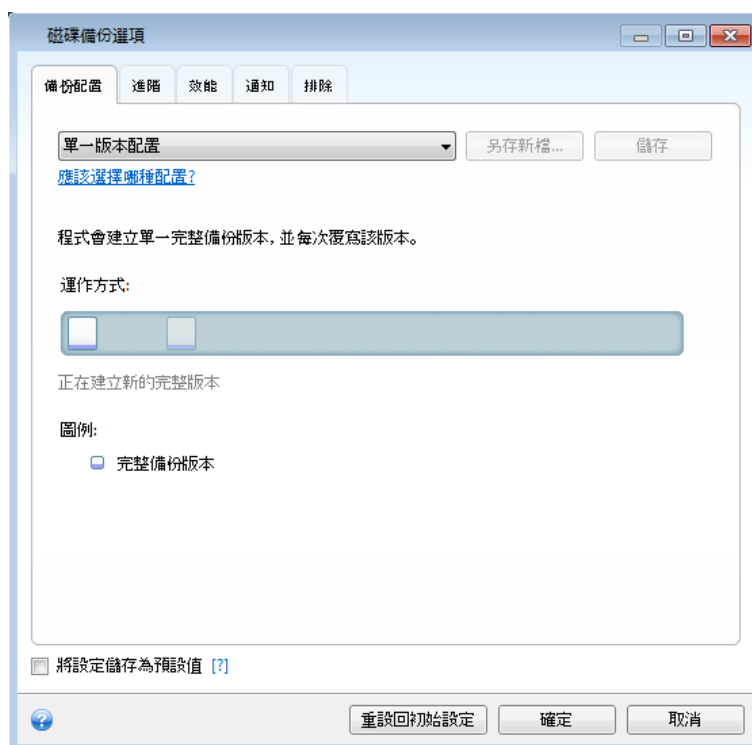 磁碟備份選項
備份配置 進階 效能 通知 排除
單一版本配置 另存新檔... 儲存
應該選擇哪種配置?
程式會建立單一完整備份版本，並每次覆寫該版本。
運作方式:
正在建立新的完整版本
圖例:
完整備份版本
將設定儲存為預設值 [?]
重設回初始設定 確定 取消